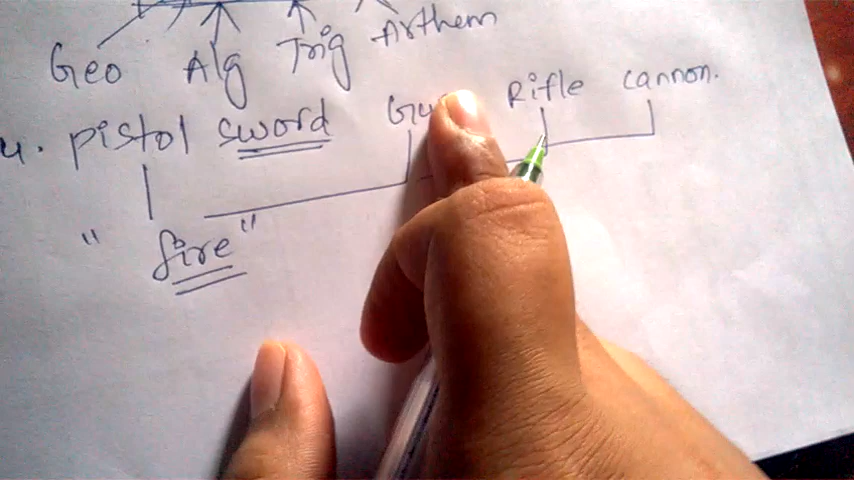 Geo Alg Trig Arthem
4. pistol sword Rifle Cannon.
"fire"